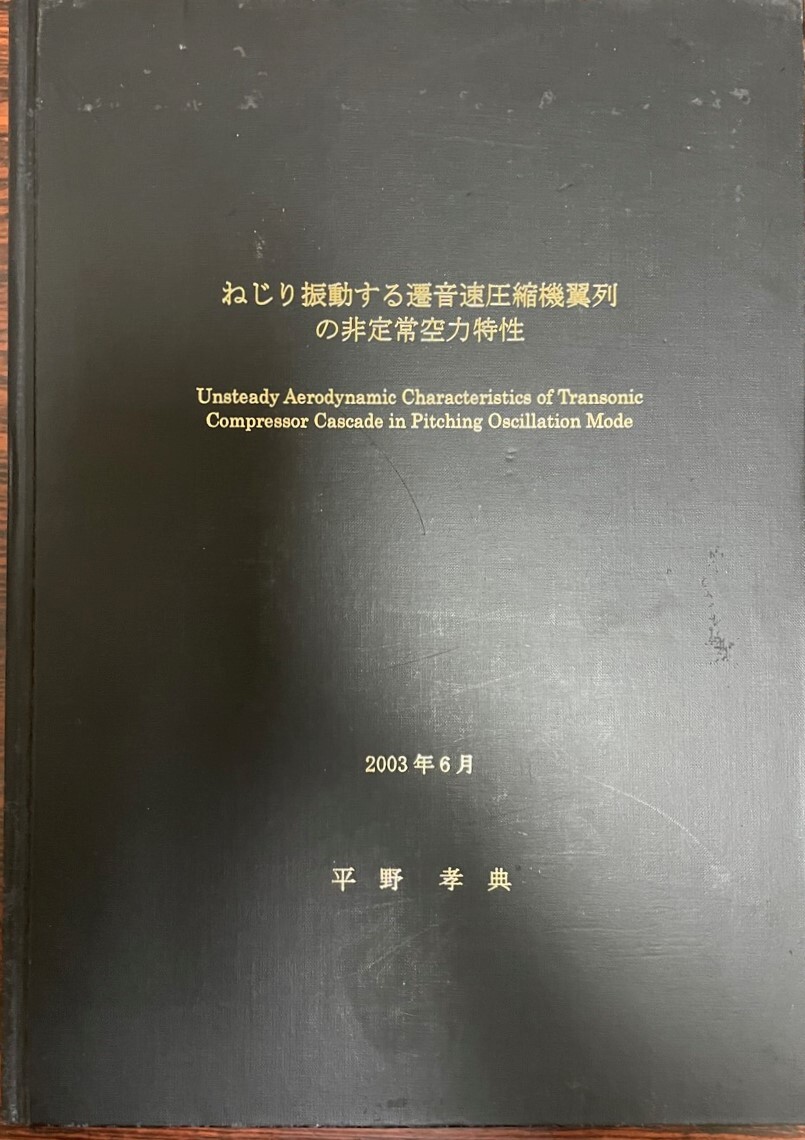 ねじり振動する遷音速圧縮機翼列
の非定常空力特性
Unsteady Aerodynamic Characteristics of Transonic
Compressor Cascade in Pitching Oscillation Mode
2003年6月
平野 孝典